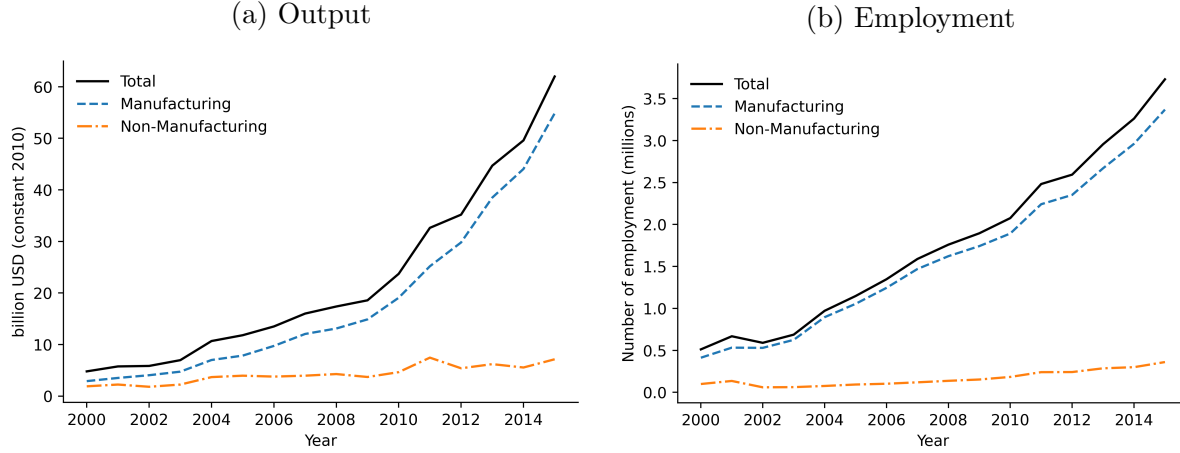 (a) Output
60
50
40
30
20
10
0
billion USD (constant 2010)
Total
Manufacturing
Non-Manufacturing
2000 2002 2004 2006 2008 2010 2012 2014
Year
(b) Employment
3.5
3.0
2.5
2.0
1.5
1.0
0.5
0.0
Number of employment (millions)
Total
Manufacturing
Non-Manufacturing
2000 2002 2004 2006 2008 2010 2012 2014
Year